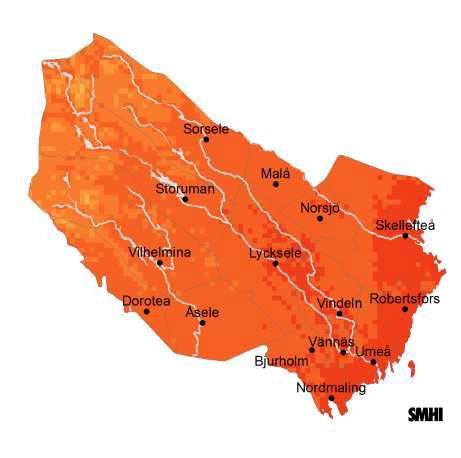 Sorsele
Malå
Storuman
Norsjö
Skellefteå
Vilhelmina
Lycksele
Dorotea
Åsele
Vindeln
Robertsfors
Vännäs
Umeå
Bjurholm
Nordmaling
SMHI